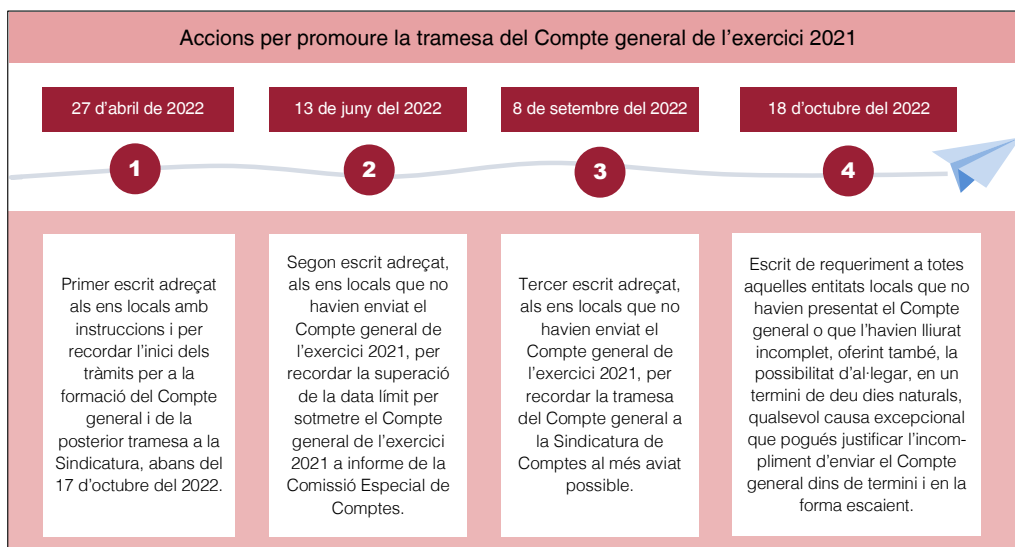 Accions per promoure la tramesa del Compte general de l'exercici 2021
27 d'abril de 2022
13 de juny del 2022
8 de setembre del 2022
18 d'octubre del 2022
1
2
3
4
Primer escrit adreçat
als ens locals amb
instruccions i per
recordar l'inici dels
tràmits per a la
formació del Compte
general i de la
posterior tramesa a la
Sindicatura, abans del
17 d'octubre del 2022.
Segon escrit adreçat,
als ens locals que no
havien enviat el
Compte general de
l'exercici 2021, per
recordar la superació
de la data límit per
sotmetre el Compte
general de l'exercici
2021 a informe de la
Comissió Especial de
Comptes.
Tercer escrit adreçat,
als ens locals que no
havien enviat el
Compte general de
l'exercici 2021, per
recordar la tramesa
del Compte general a
la Sindicatura de
Comptes al més aviat
possible.
Escrit de requeriment a totes
aquelles entitats locals que no
havien presentat el Compte
general o que l'havien lliurat
incomplet, oferint també, la
possibilitat d'al·legar, en un
termini de deu dies naturals,
qualsevol causa excepcional
que pogués justificar l'incom-
pliment d'enviar el Compte
general dins de termini i en la
forma escaient.